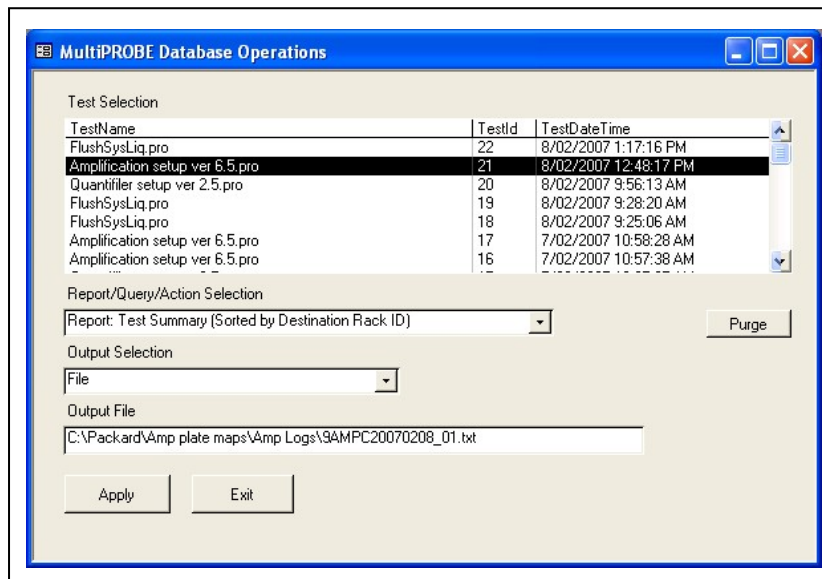 MultiPROBE Database Operations
Test Selection
TestName TestId TestDateTime
FlushSysLiq.pro 22 8/02/2007 1:17:16 PM
Amplification setup ver 6.5.pro 21 8/02/2007 12:48:17 PM
Quantifiler setup ver 2.5.pro 20 8/02/2007 9:56:13 AM
FlushSysLiq.pro 19 8/02/2007 9:28:20 AM
FlushSysLiq.pro 18 8/02/2007 9:25:06 AM
Amplification setup ver 6.5.pro 17 7/02/2007 10:58:28 AM
Amplification setup ver 6.5.pro 16 7/02/2007 10:57:38 AM
Report/Query/Action Selection
Report: Test Summary (Sorted by Destination Rack ID)
Purge
Output Selection
File
Output File
C:\Packard\Amp plate maps\Amp Logs\9AMPC20070208_01.txt
Apply Exit